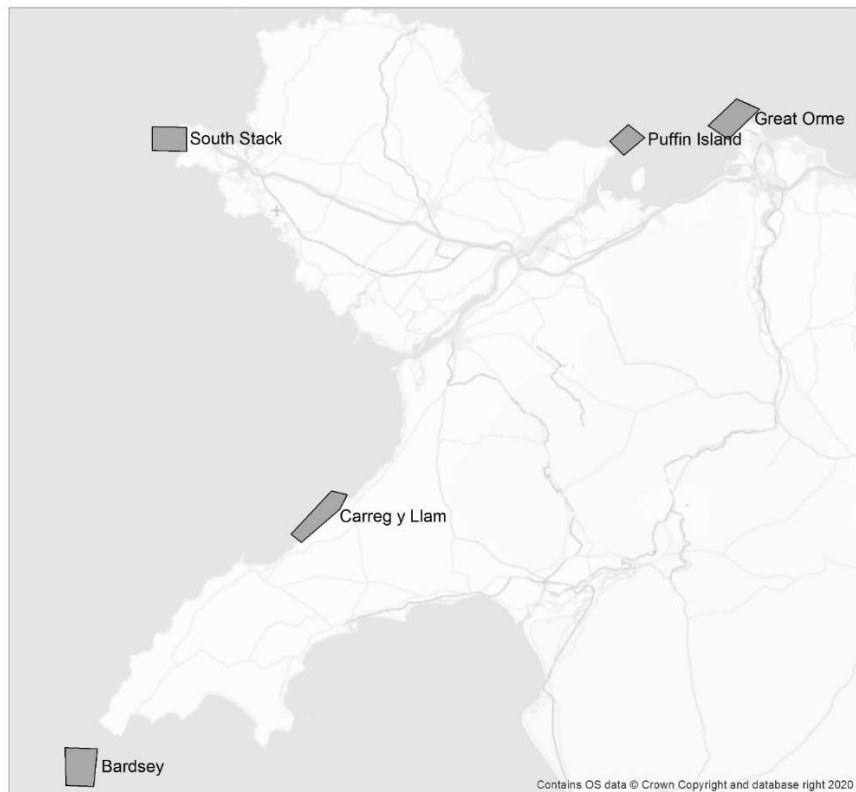 Great Orme
South Stack
Puffin Island
Carreg y Llam
Bardsey
Contains OS data © Crown Copyright and database right 2020